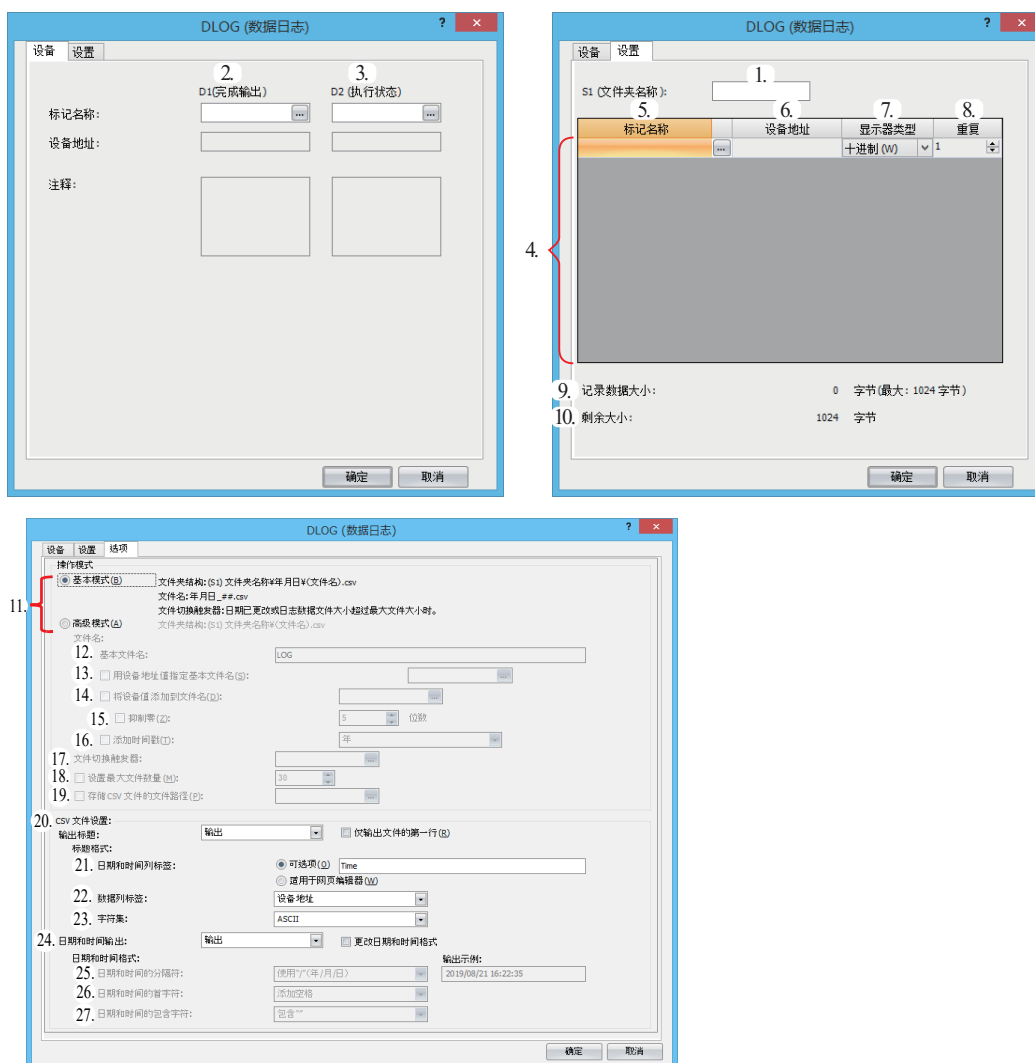 DLOG (数据日志)
? ×
设备 设置
2. 3.
D1(完成输出) D2 (执行状态)
标记名称: ... ...
设备地址:
注释:
确定 取消
DLOG (数据日志)
? ×
设备 设置
1.
S1 (文件夹名称):
5. 6. 7. 8.
标记名称 设备地址 显示器类型 重复
... 十进制 (W) 1
4.
9. 记录数据大小: 0 字节(最大: 1024 字节)
10. 剩余大小: 1024 字节
确定 取消
DLOG (数据日志)
? ×
设备 设置 选项
操作模式
11.
基本模式(B) 文件夹结构:(S1) 文件夹名称¥年月日¥(文件名).csv
文件名:年月日_##.csv
文件切换触发器:日期已更改或日志数据文件大小超过最大文件大小时。
高级模式(A) 文件夹结构:(S1) 文件夹名称¥(文件名).csv
文件名:
12. 基本文件名: LOG
13. 用设备地址值指定基本文件名(S): ...
14. 将设备值添加到文件名(D): ...
15. 抑制零(Z): 5 位数
16. 添加时间戳(T): 年
17. 文件切换触发器: ...
18. 设置最大文件数量(M): 30
19. 存储 CSV 文件的文件路径(P): ...
20. CSV 文件设置:
输出标题: 输出 仅输出文件的第一行(R)
标题格式:
21. 日期和时间列标签: 可选项(O) Time
适用于网页编辑器(W)
22. 数据列标签: 设备地址
23. 字符集: ASCII
24. 日期和时间输出: 输出 更改日期和时间格式
日期和时间格式: 输出示例:
25. 日期和时间的分隔符: 使用"/"(年/月/日) 2019/08/21 16:22:35
26. 日期和时间的首字符: 添加空格
27. 日期和时间的包含字符: 包含""
确定 取消